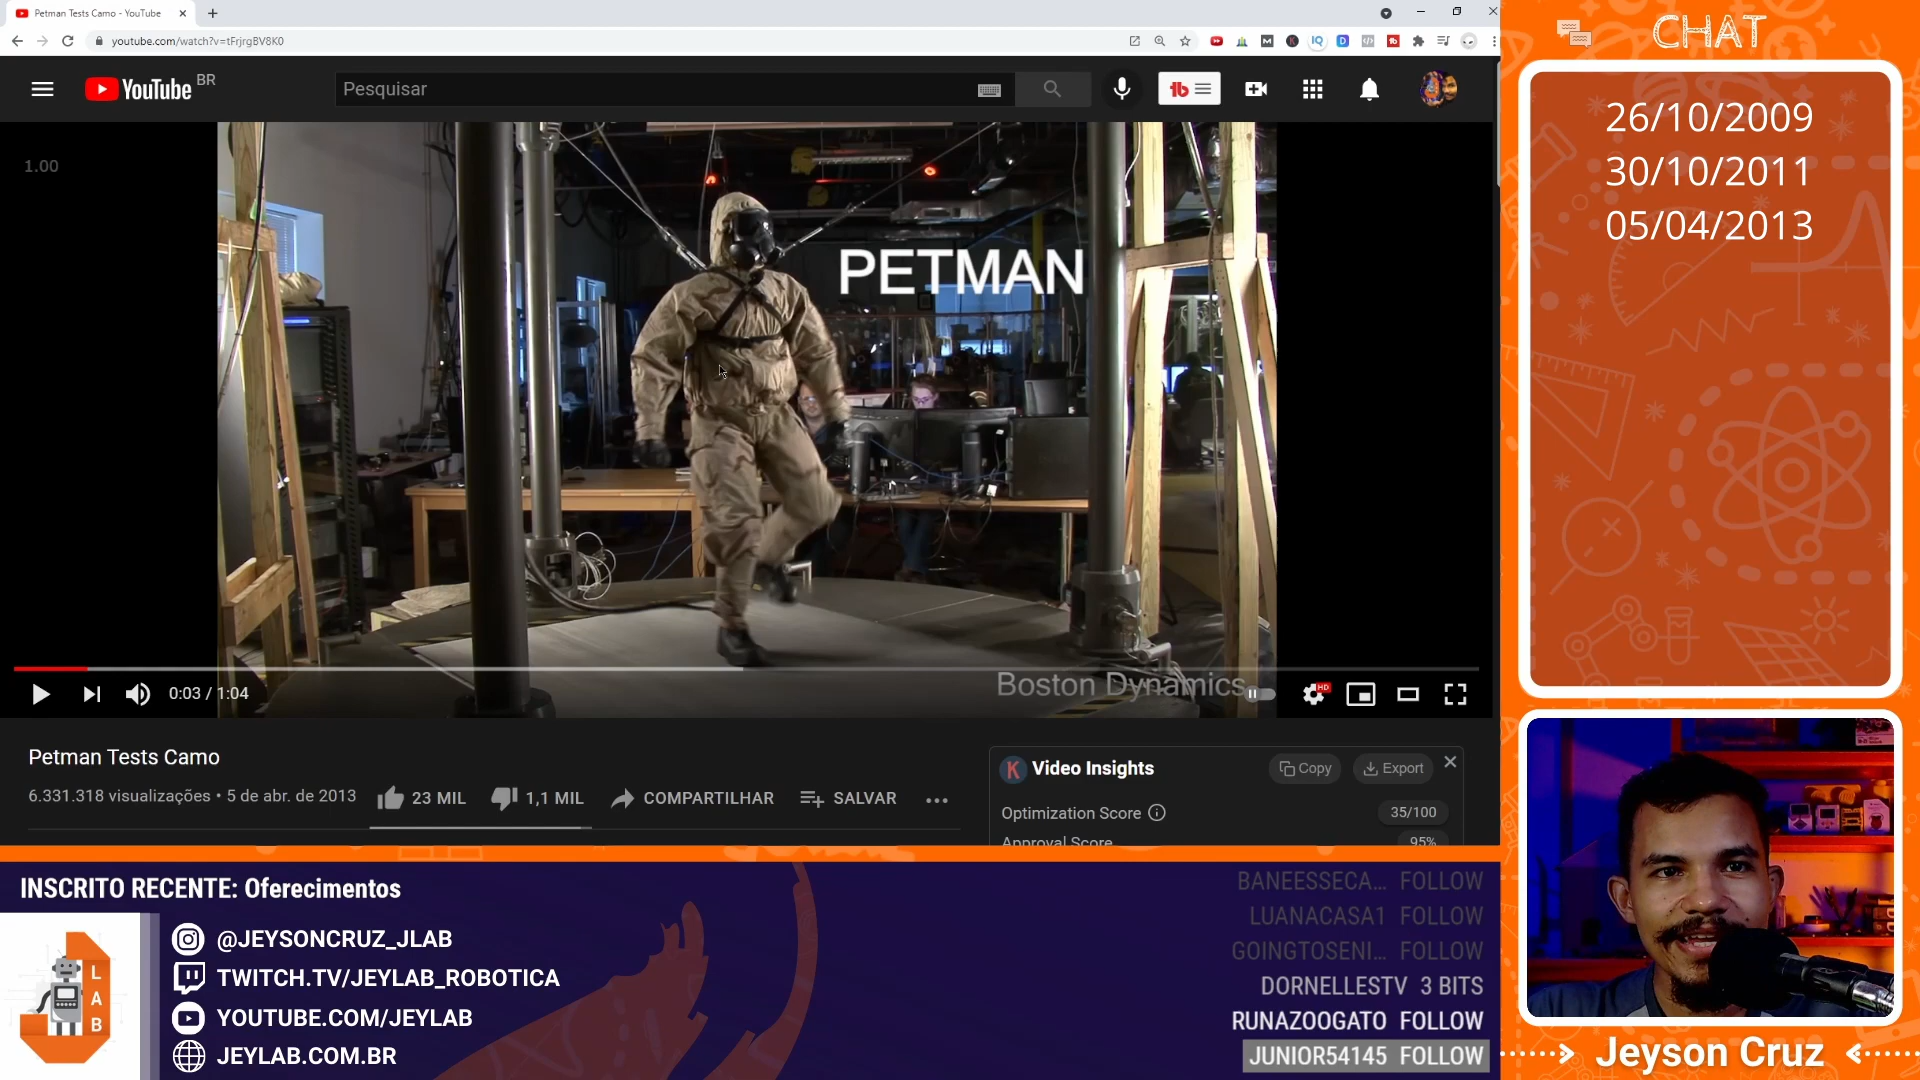 Petman Tests Camo - YouTube
youtube.com/watch?v=tFrjrgBV8K0
YouTube BR
Pesquisar
1.00
PETMAN
Boston Dynamics
0:03 / 1:04
HD
Petman Tests Camo
6.331.318 visualizações • 5 de abr. de 2013
23 MIL
1,1 MIL
COMPARTILHAR
SALVAR
K Video Insights
Copy
Export
Optimization Score
35/100
Approval Score
95%
CHAT
26/10/2009
30/10/2011
05/04/2013
INSCRITO RECENTE: Oferecimentos
LAB
@JEYSONCRUZ_JLAB
TWITCH.TV/JEYLAB_ROBOTICA
YOUTUBE.COM/JEYLAB
JEYLAB.COM.BR
BANEESSECA... FOLLOW
LUANACASA1 FOLLOW
GOINGTOSENI... FOLLOW
DORNELLESTV 3 BITS
RUNAZOOGATO FOLLOW
JUNIOR54145 FOLLOW
Jeyson Cruz